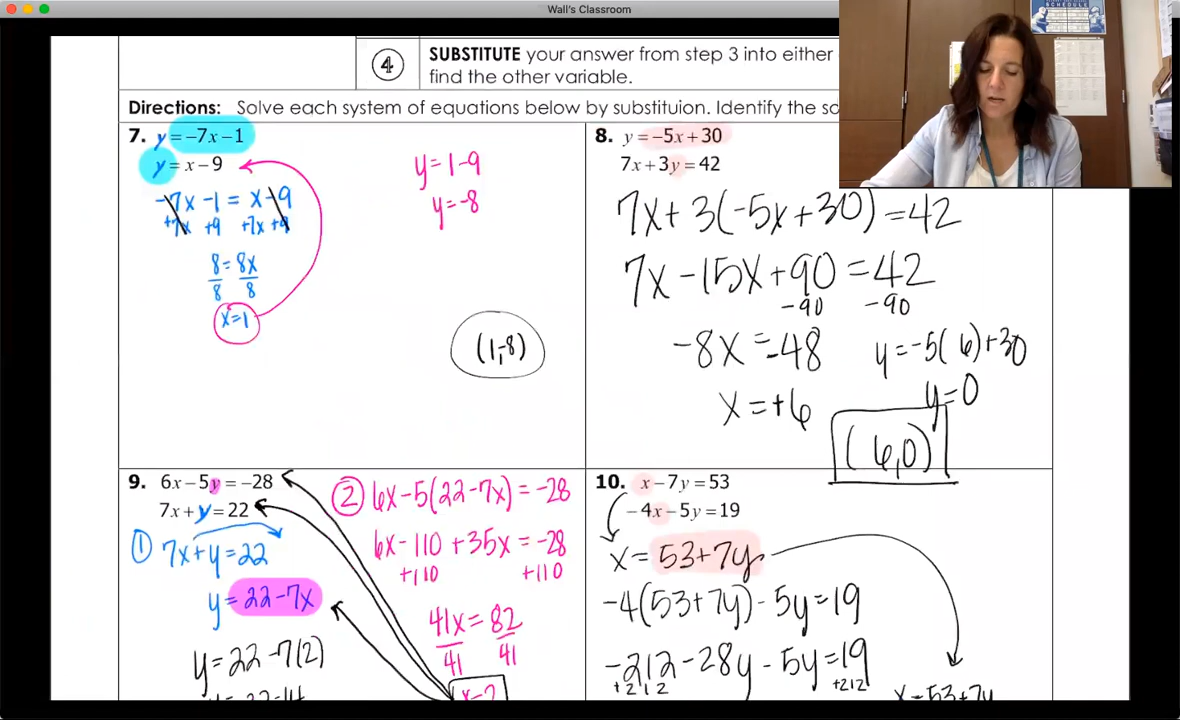 Wall's Classroom
SCHEDULE
4 SUBSTITUTE your answer from step 3 into either
find the other variable.
Directions: Solve each system of equations below by substituion. Identify the so
7. y = −7x − 1
y = x − 9
-7x -1 = x -9
+7x +9 +7x +9
8 = 8x
8 8
x=1
y=1-9
y=-8
(1,-8)
8. y = −5x + 30
7x + 3y = 42
7x + 3(-5x+30) = 42
7x - 15x + 90 = 42
-90 -90
-8x = -48
x = +6
y = -5(6)+30
y=0
(6,0)
9. 6x − 5y = −28
7x + y = 22
① 7x+y=22
y = 22-7x
y = 22-7(2)
② 6x-5(22-7x) = -28
6x-110+35x = -28
+110 +110
41x = 82
41 41
10. x − 7y = 53
− 4x − 5y = 19
x = 53+7y
-4(53+7y) - 5y = 19
-212 - 28y - 5y = 19
+212 +212
x = 53+7y